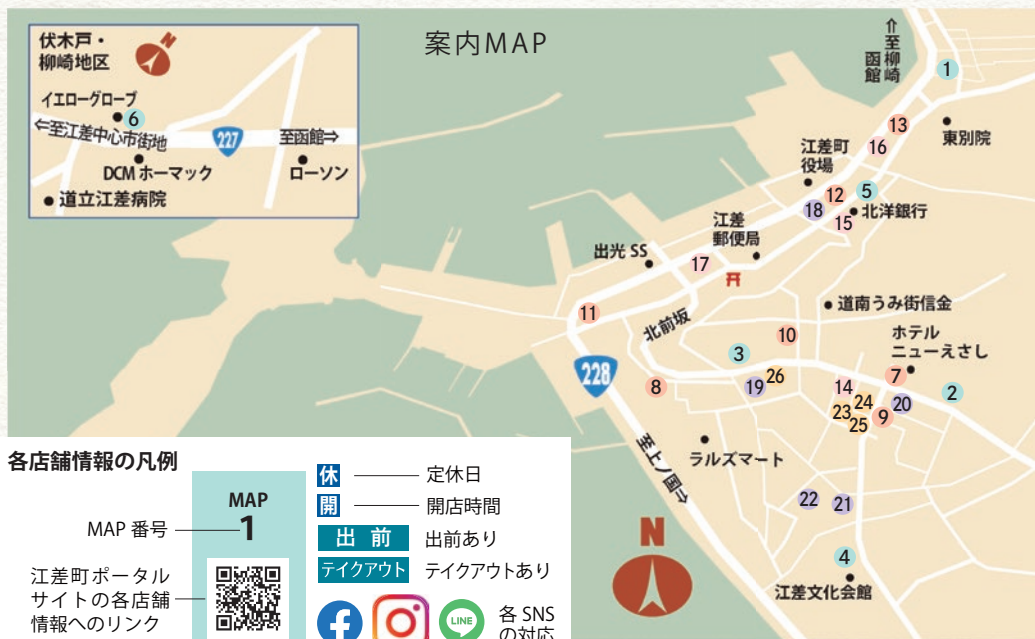 案内MAP
伏木戸・
柳崎地区
N
イエローグローブ
6
⇐至江差中心市街地
227
至函館⇒
DCM ホーマック
ローソン
道立江差病院
⇧至柳崎
函館
1
13
16
東別院
江差町
役場
12
5
18
15
北洋銀行
江差
郵便局
出光 SS
17
11
北前坂
道南うみ街信金
10
3
ホテル
ニューえさし
228
8
19
26
14
7
2
24
20
23
9
25
ラルズマート
至上ノ国⇨
22
21
N
4
江差文化会館
各店舗情報の凡例
MAP
1
MAP 番号
江差町ポータル
サイトの各店舗
情報へのリンク
休 定休日
開 開店時間
出 前 出前あり
テイクアウト テイクアウトあり
LINE
各 SNS
の対応